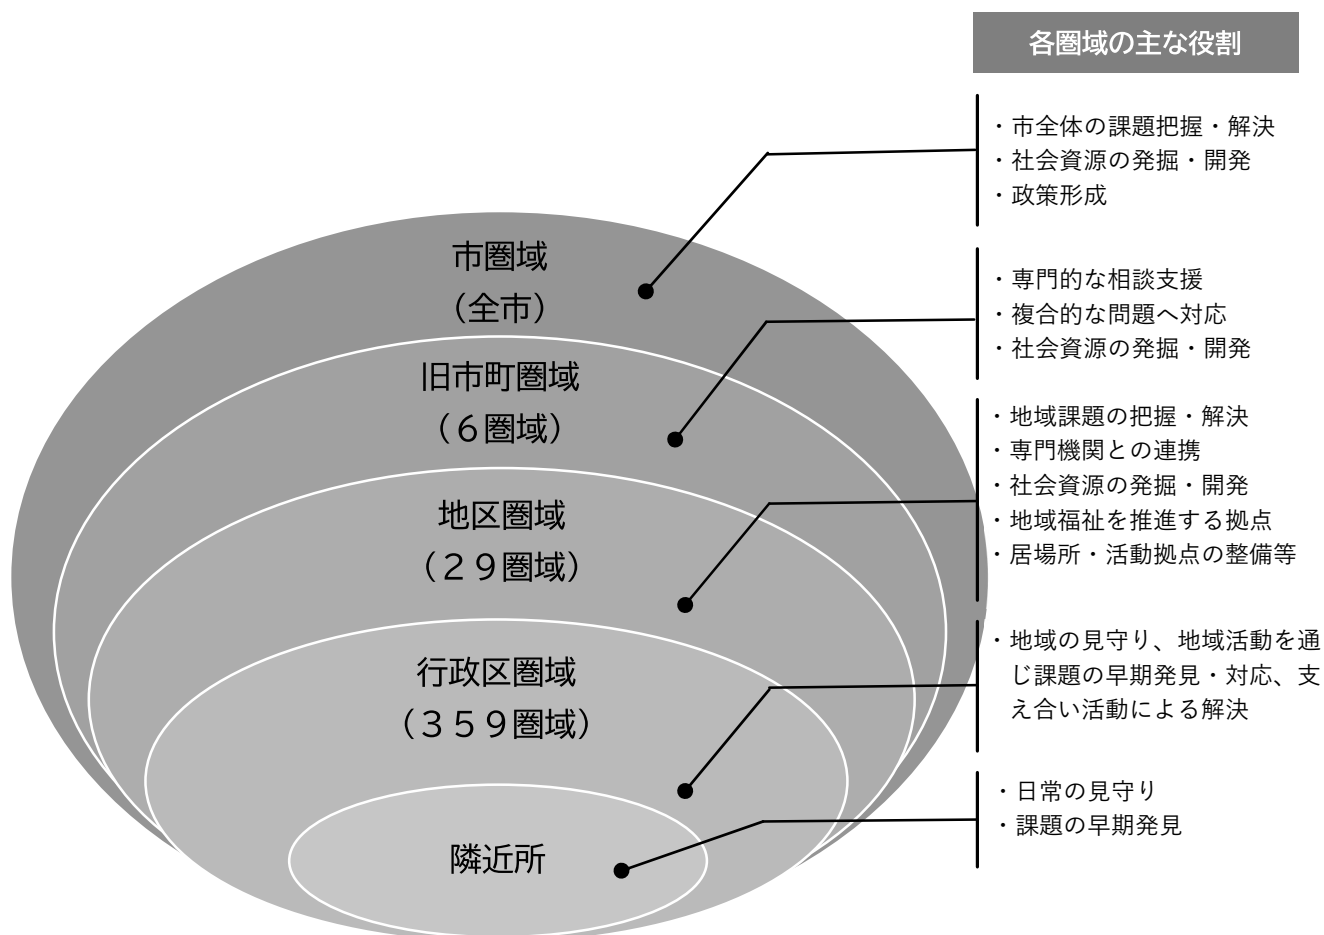 各圏域の主な役割
・市全体の課題把握・解決
・社会資源の発掘・開発
・政策形成
市圏域
（全市）
・専門的な相談支援
・複合的な問題へ対応
・社会資源の発掘・開発
旧市町圏域
（６圏域）
・地域課題の把握・解決
・専門機関との連携
・社会資源の発掘・開発
・地域福祉を推進する拠点
・居場所・活動拠点の整備等
地区圏域
（２９圏域）
・地域の見守り、地域活動を通
じ課題の早期発見・対応、支
え合い活動による解決
行政区圏域
（３５９圏域）
・日常の見守り
・課題の早期発見
隣近所